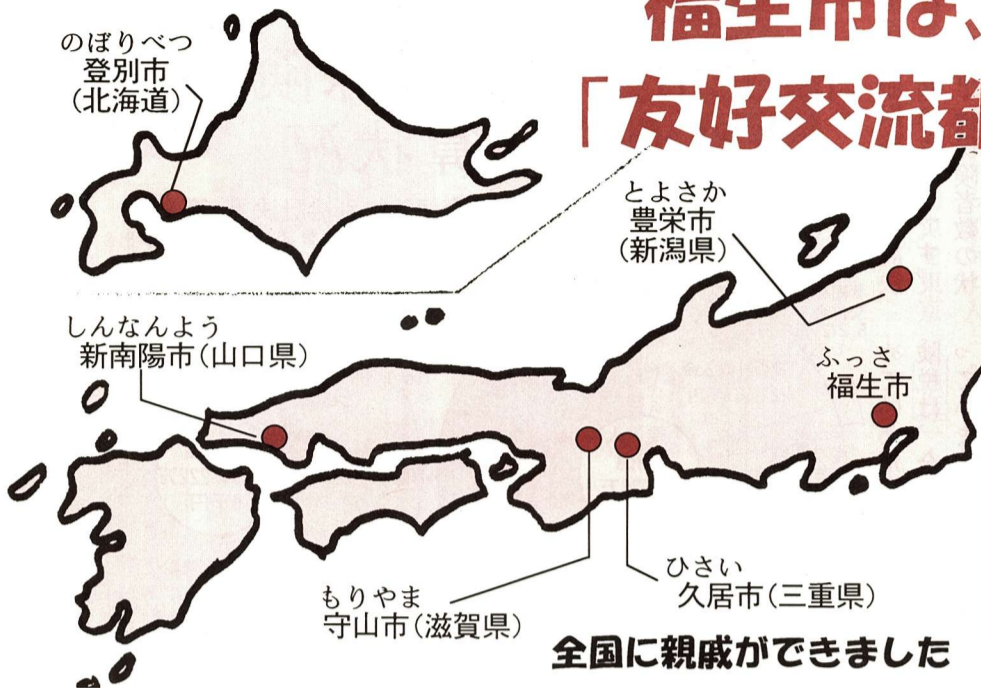 福生市は、
「友好交流都
のぼりべつ
登別市
(北海道)
とよさか
豊栄市
(新潟県)
しんなんよう
新南陽市(山口県)
ふっさ
福生市
ひさい
久居市(三重県)
もりやま
守山市(滋賀県)
全国に親戚ができました